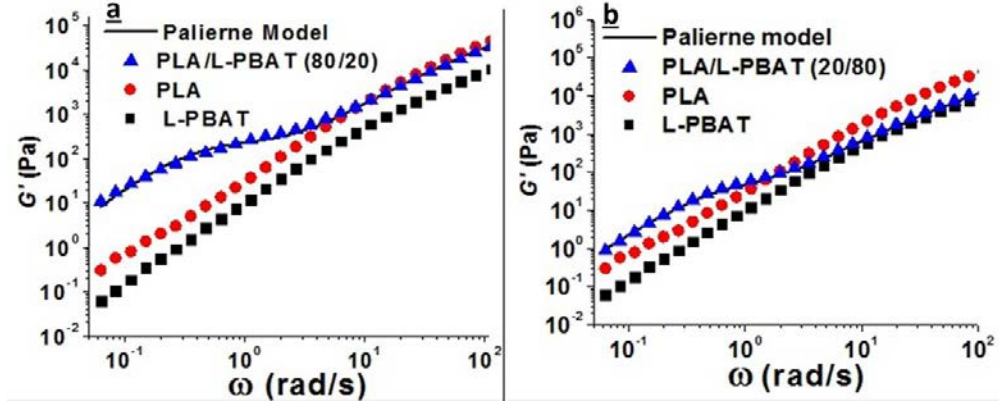 a
Palierne Model
PLA/L-PBAT (80/20)
PLA
L-PBAT
G' (Pa)
10^5
10^4
10^3
10^2
10^1
10^0
10^-1
10^-2
10^-1 10^0 10^1 10^2
ω (rad/s)
b
Palierne model
PLA/L-PBAT (20/80)
PLA
L-PBAT
G' (Pa)
10^6
10^5
10^4
10^3
10^2
10^1
10^0
10^-1
10^-2
10^-1 10^0 10^1 10^2
ω (rad/s)